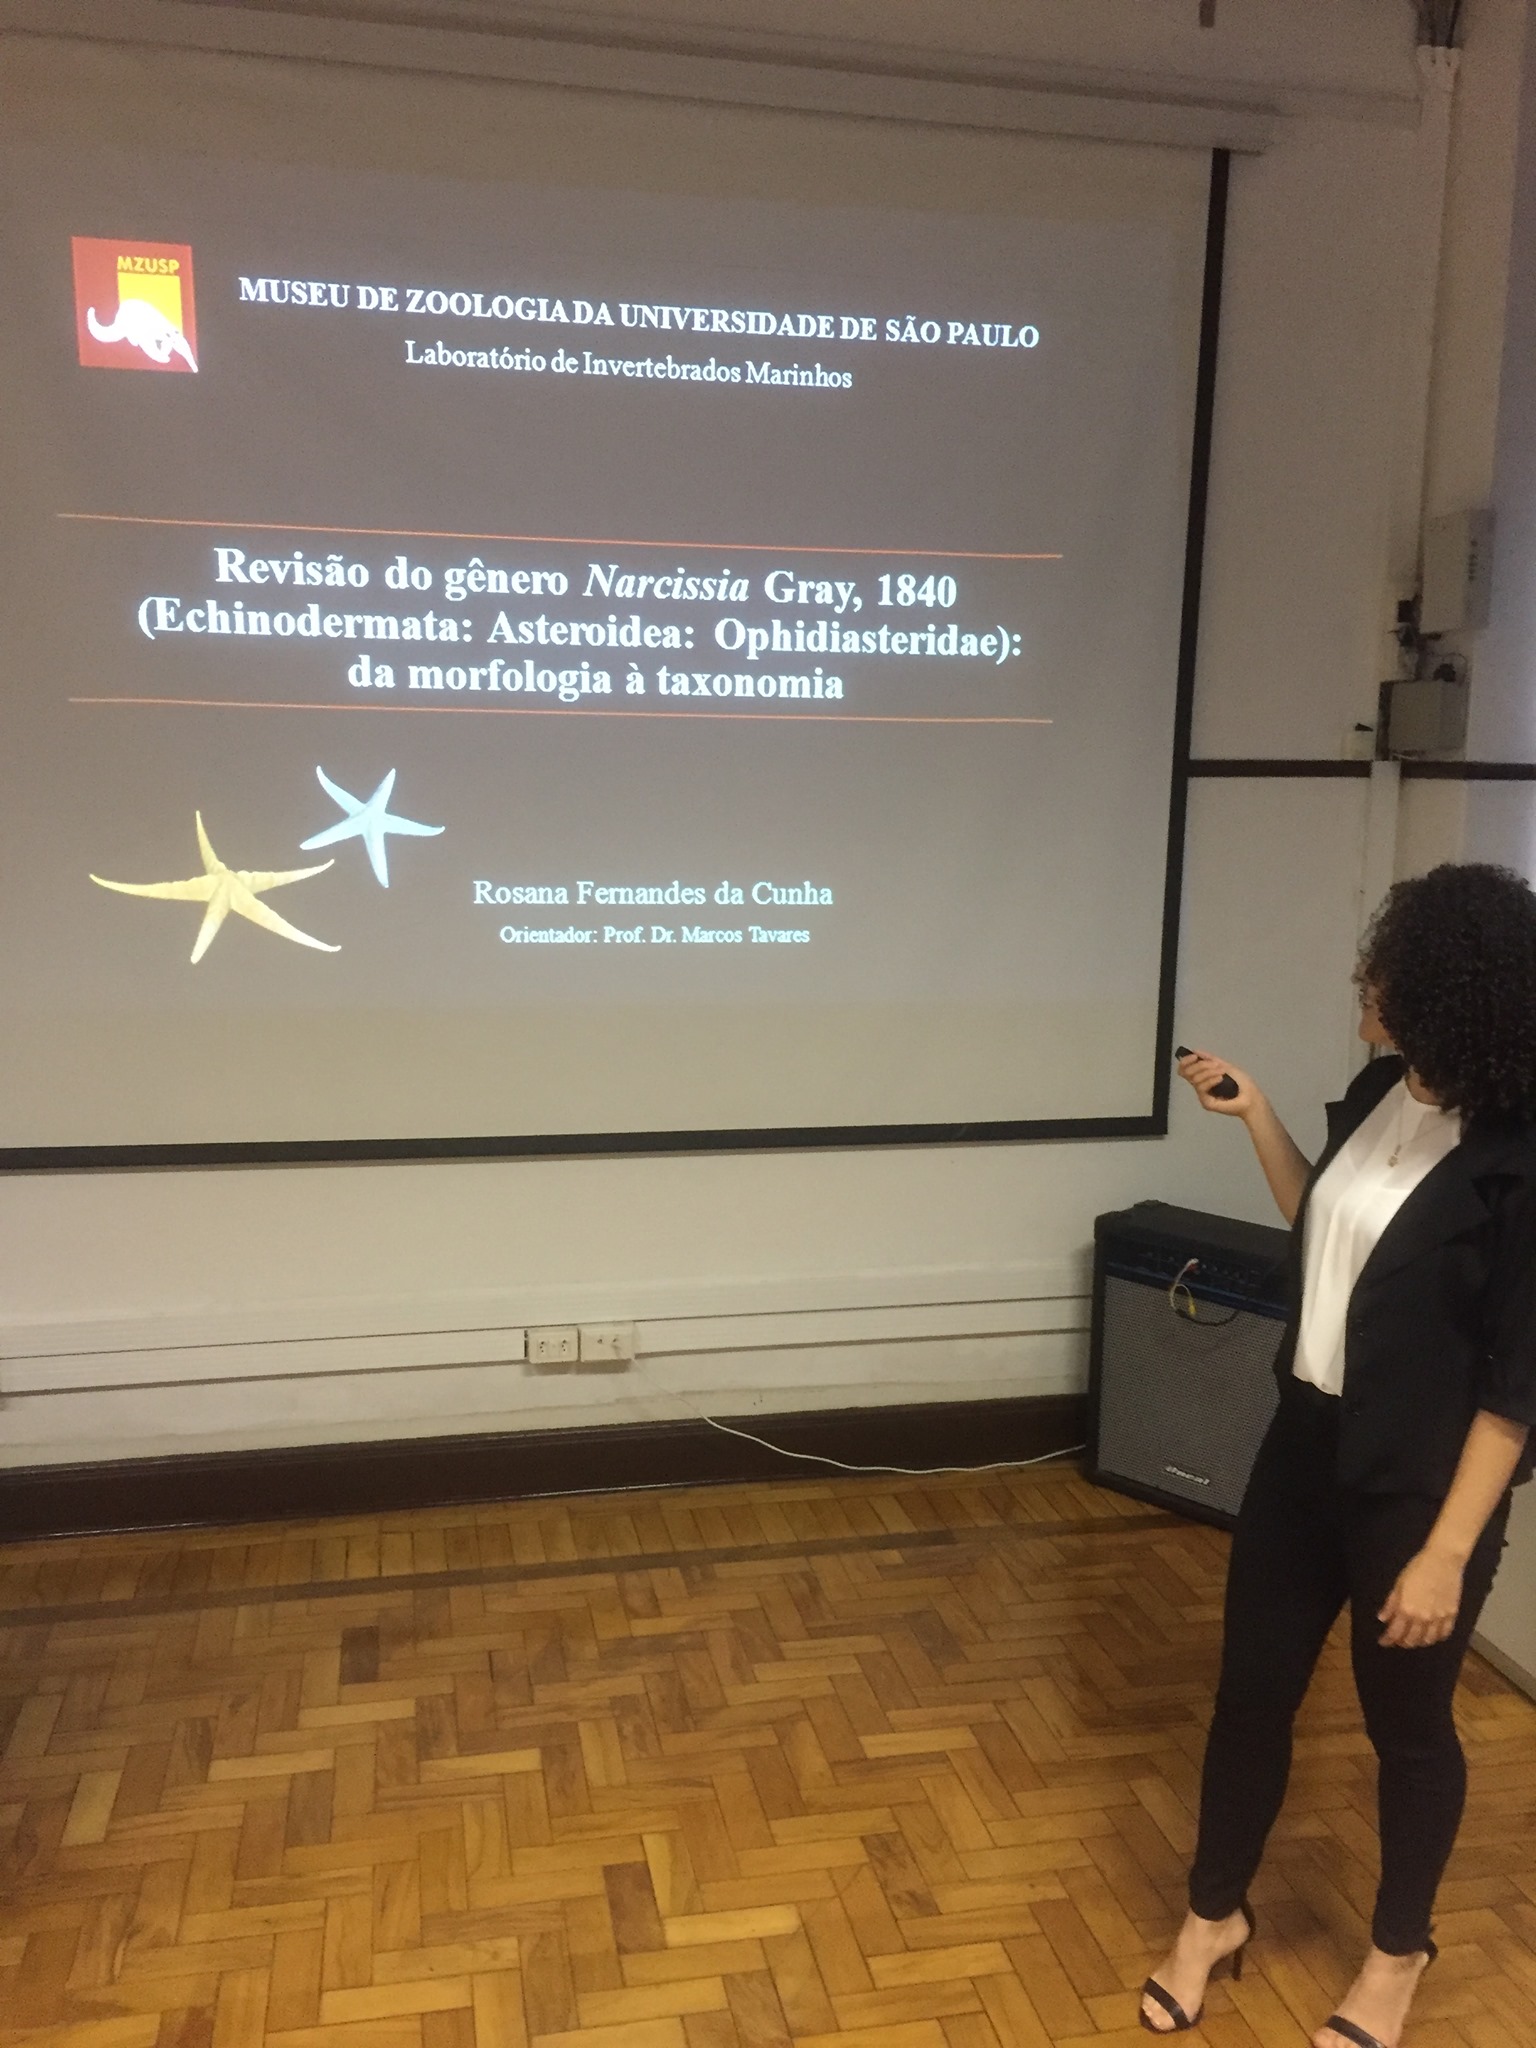 MZUSP
MUSEU DE ZOOLOGIA DA UNIVERSIDADE DE SÃO PAULO
Laboratório de Invertebrados Marinhos
Revisão do gênero Narcissia Gray, 1840
(Echinodermata: Asteroidea: Ophidiasteridae):
da morfologia à taxonomia
Rosana Fernandes da Cunha
Orientador: Prof. Dr. Marcos Tavares